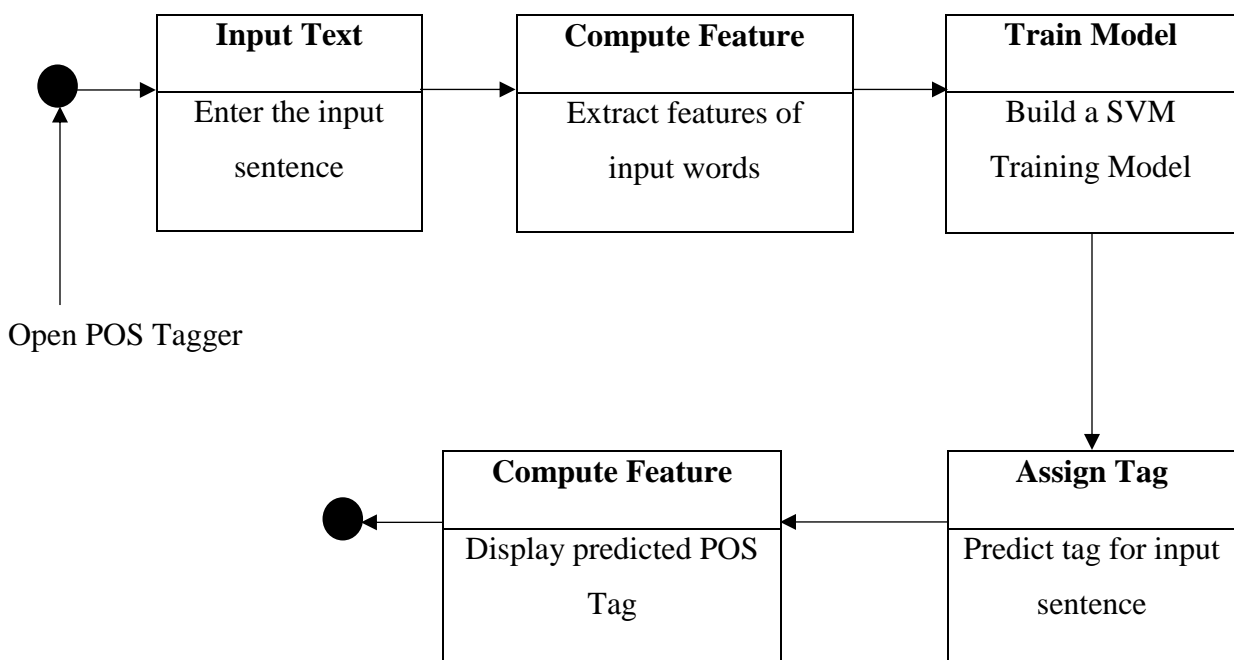 Input Text
Enter the input
sentence
Compute Feature
Extract features of
input words
Train Model
Build a SVM
Training Model
Open POS Tagger
Compute Feature
Display predicted POS
Tag
Assign Tag
Predict tag for input
sentence